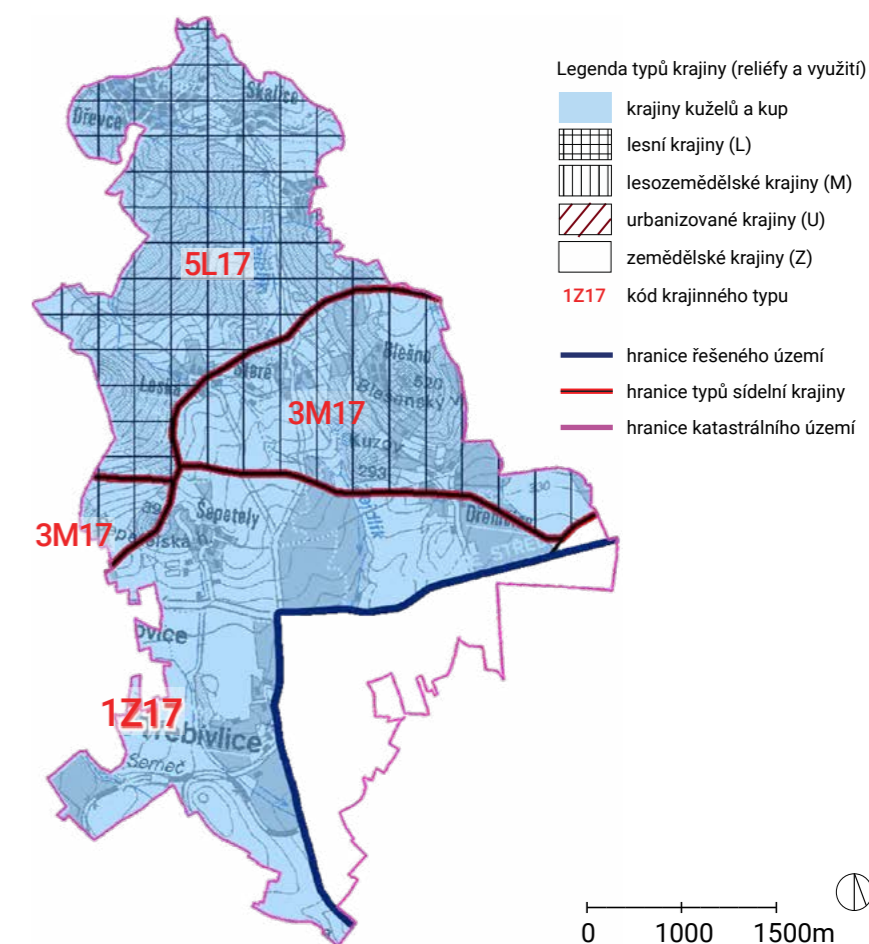 Legenda typů krajiny (reliéfy a využití)
krajiny kuželů a kup
lesní krajiny (L)
lesozemědělské krajiny (M)
urbanizované krajiny (U)
zemědělské krajiny (Z)
1Z17 kód krajinného typu
hranice řešeného území
hranice typů sídelní krajiny
hranice katastrálního území
Skalice
Dřevce
5L17
Blešno
520
3M17
Kuzov
293
Šepetely
330
3M17
ovice
1Z17
Třebívlice
Semeč
0 1000 1500m